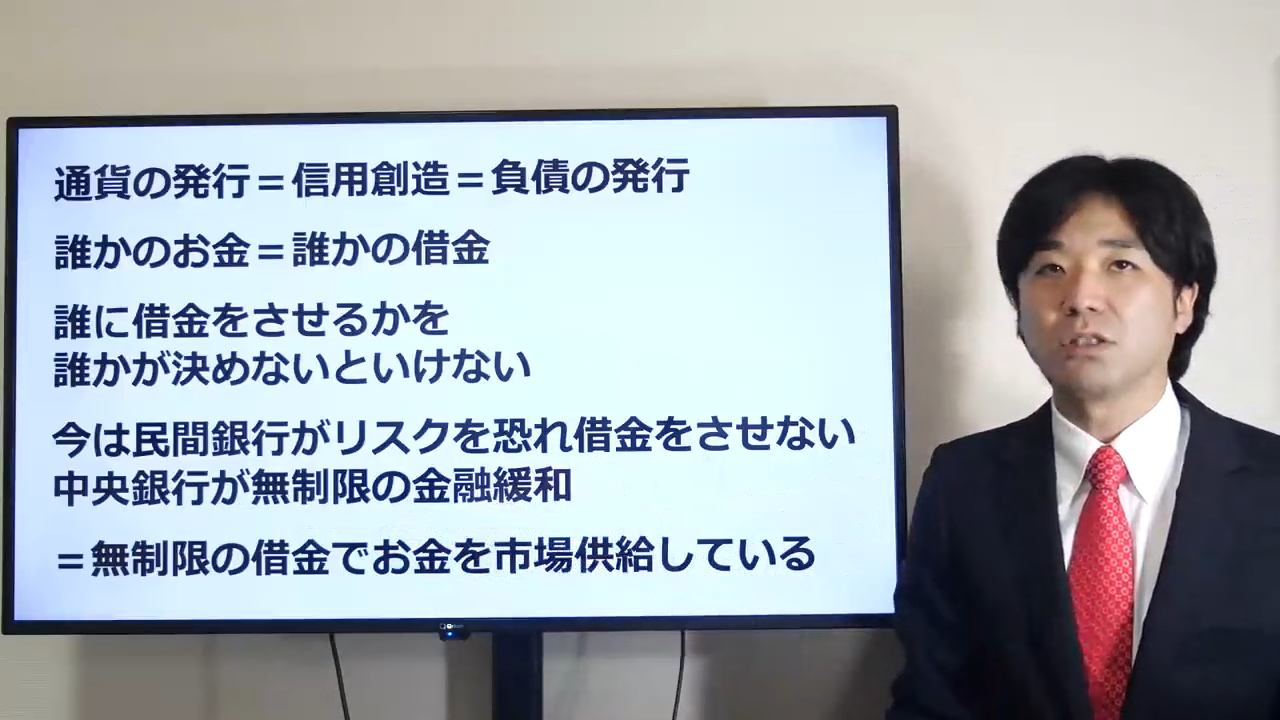 通貨の発行＝信用創造＝負債の発行
誰かのお金＝誰かの借金
誰に借金をさせるかを
誰かが決めないといけない
今は民間銀行がリスクを恐れ借金をさせない
中央銀行が無制限の金融緩和
＝無制限の借金でお金を市場供給している